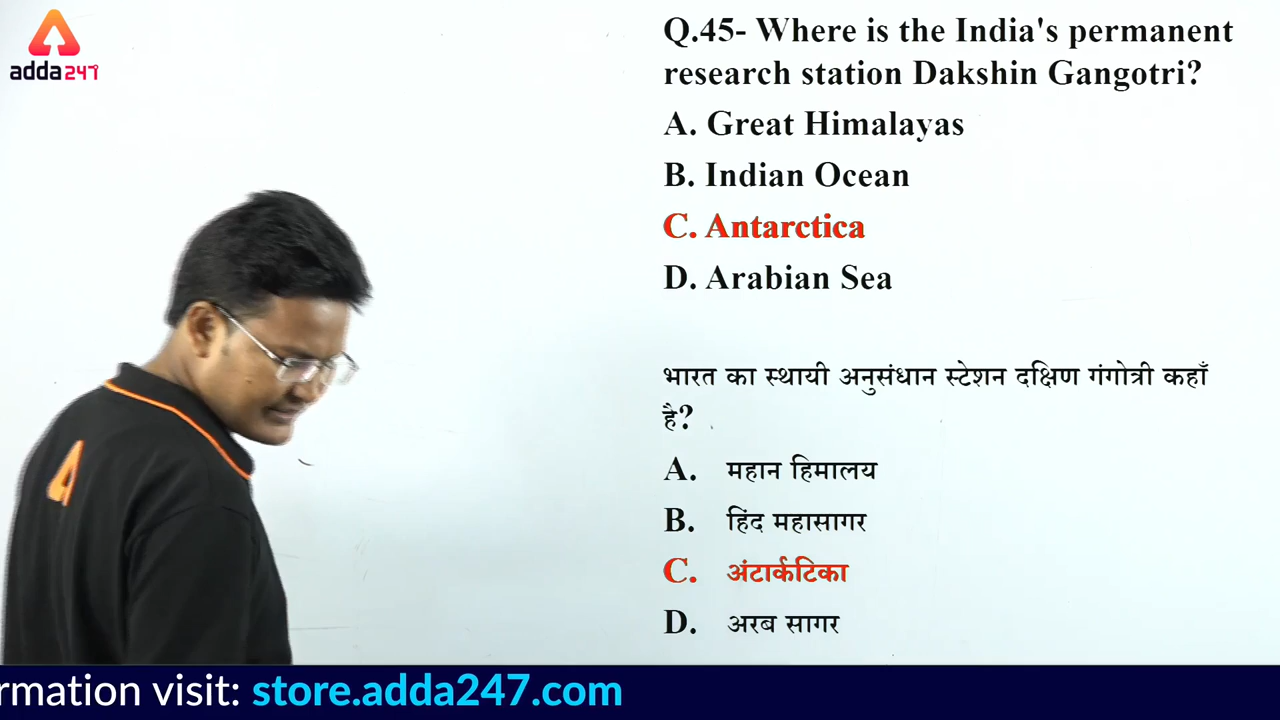 adda247
Q.45- Where is the India's permanent
research station Dakshin Gangotri?
A. Great Himalayas
B. Indian Ocean
C. Antarctica
D. Arabian Sea
भारत का स्थायी अनुसंधान स्टेशन दक्षिण गंगोत्री कहाँ
है?
A. महान हिमालय
B. हिंद महासागर
C. अंटार्कटिका
D. अरब सागर
rmation visit: store.adda247.com